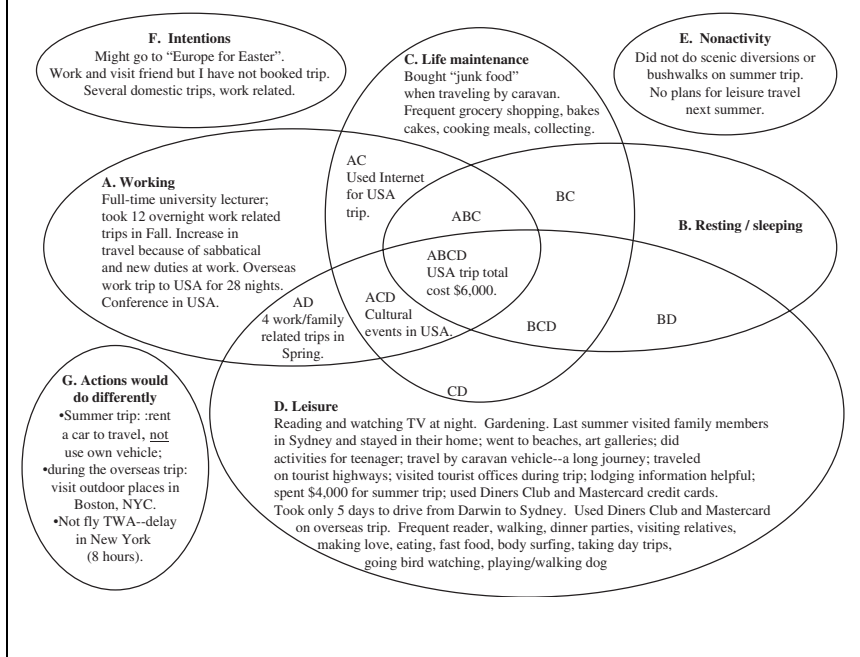 F. Intentions
Might go to “Europe for Easter”.
Work and visit friend but I have not booked trip.
Several domestic trips, work related.
C. Life maintenance
Bought “junk food”
when traveling by caravan.
Frequent grocery shopping, bakes
cakes, cooking meals, collecting.
E. Nonactivity
Did not do scenic diversions or
bushwalks on summer trip.
No plans for leisure travel
next summer.
A. Working
Full-time university lecturer;
took 12 overnight work related
trips in Fall. Increase in
travel because of sabbatical
and new duties at work. Overseas
work trip to USA for 28 nights.
Conference in USA.
AC
Used Internet
for USA
trip.
ABC
BC
B. Resting / sleeping
ABCD
USA trip total
cost $6,000.
AD
4 work/family
related trips in
Spring.
ACD
Cultural
events in USA.
BCD
BD
CD
G. Actions would
do differently
•Summer trip: :rent
a car to travel, not
use own vehicle;
•during the overseas trip:
visit outdoor places in
Boston, NYC.
•Not fly TWA--delay
in New York
(8 hours).
D. Leisure
Reading and watching TV at night. Gardening. Last summer visited family members
in Sydney and stayed in their home; went to beaches, art galleries; did
activities for teenager; travel by caravan vehicle--a long journey; traveled
on tourist highways; visited tourist offices during trip; lodging information helpful;
spent $4,000 for summer trip; used Diners Club and Mastercard credit cards.
Took only 5 days to drive from Darwin to Sydney. Used Diners Club and Mastercard
on overseas trip. Frequent reader, walking, dinner parties, visiting relatives,
making love, eating, fast food, body surfing, taking day trips,
going bird watching, playing/walking dog